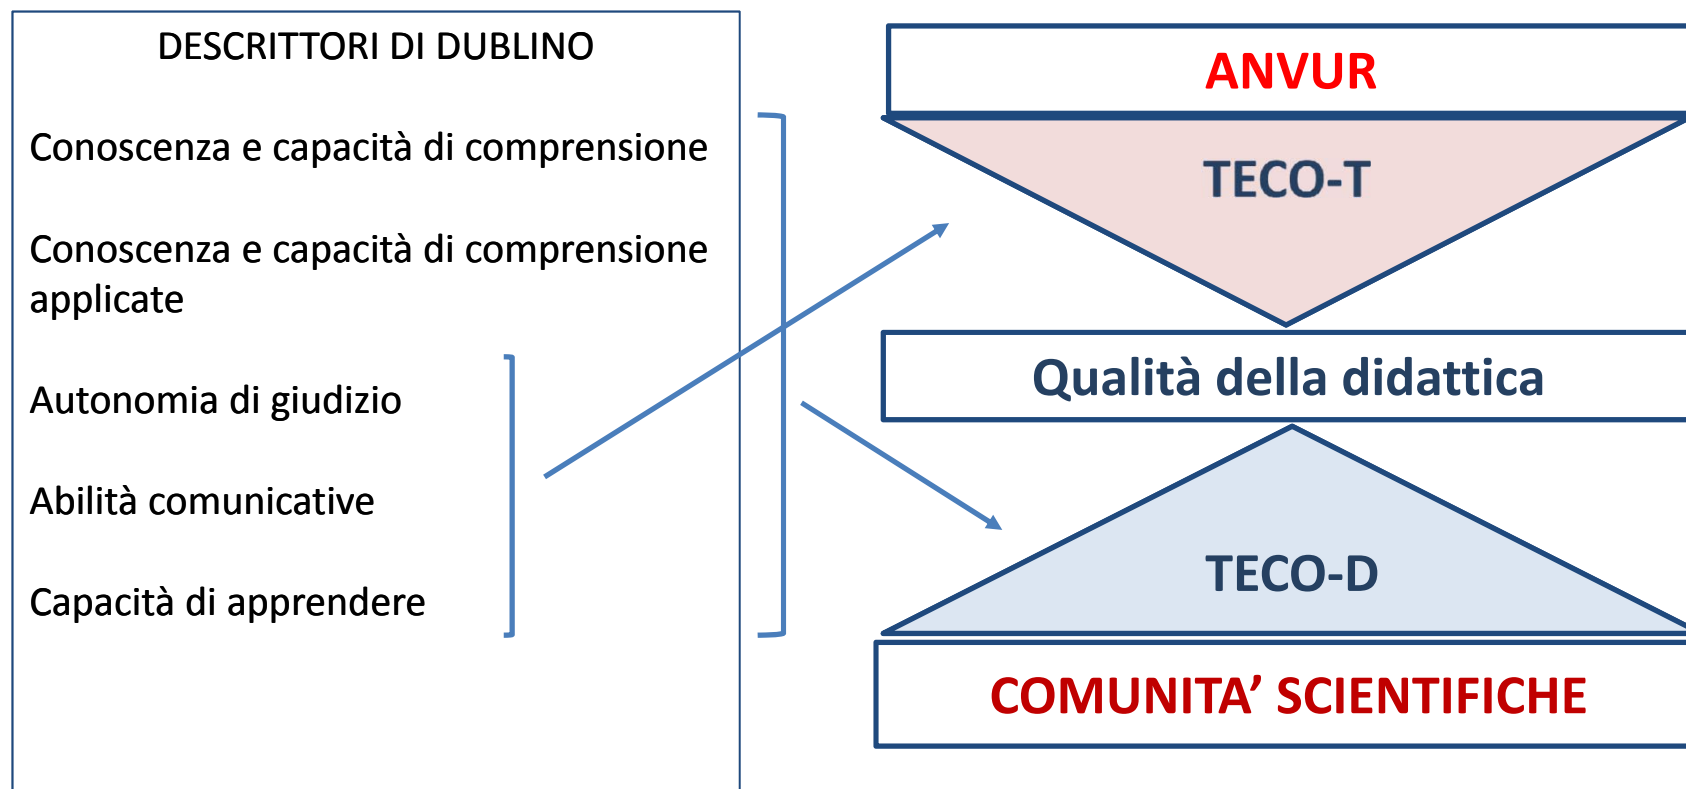 DESCRITTORI DI DUBLINO
Conoscenza e capacità di comprensione
Conoscenza e capacità di comprensione
applicate
Autonomia di giudizio
Abilità comunicative
Capacità di apprendere
ANVUR
TECO-T
Qualità della didattica
TECO-D
COMUNITA’ SCIENTIFICHE